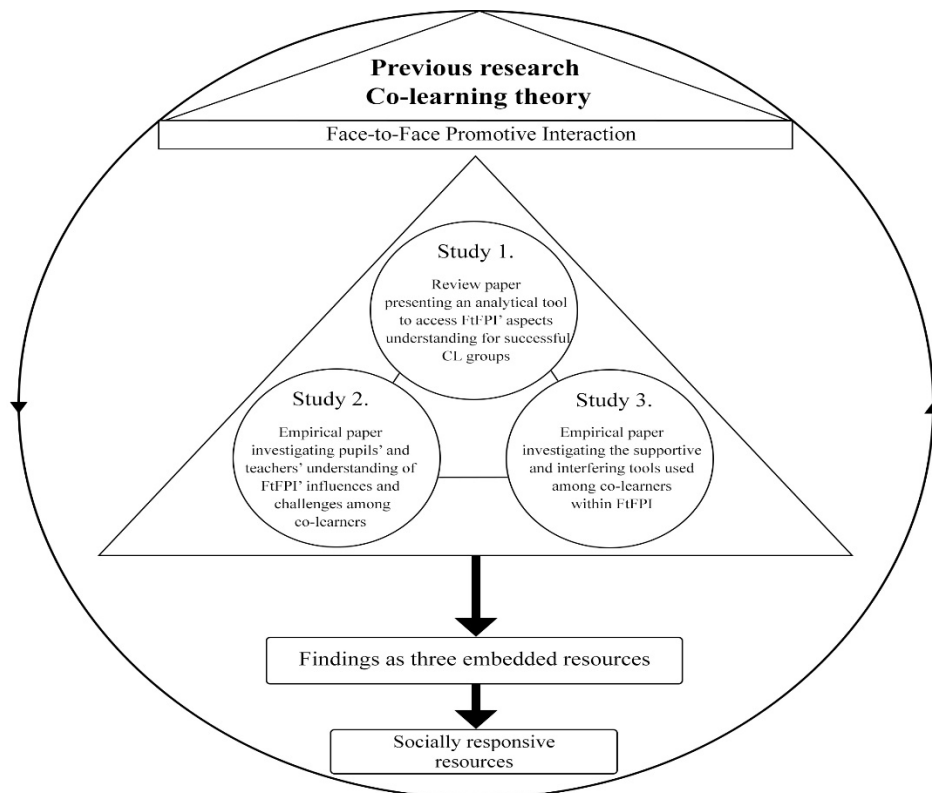 Previous research
Co-learning theory
Face-to-Face Promotive Interaction
Study 1.
Review paper
presenting an analytical tool
to access FtFPI’ aspects
understanding for successful
CL groups
Study 2.
Empirical paper
investigating pupils’ and
teachers’ understanding of
FtFPI’ influences and
challenges among
co-learners
Study 3.
Empirical paper
investigating the supportive
and interfering tools used
among co-learners
within FtFPI
Findings as three embedded resources
Socially responsive
resources